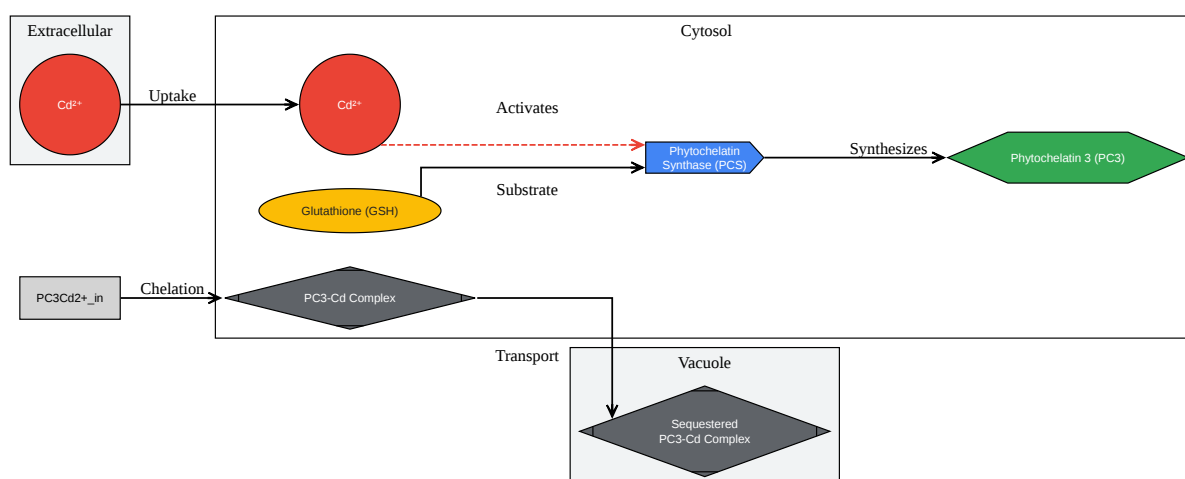 Extracellular
Cytosol
Cd²⁺
Uptake
Cd²⁺
Activates
Phytochelatin
Synthase (PCS)
Synthesizes
Phytochelatin 3 (PC3)
Substrate
Glutathione (GSH)
PC3Cd2+_in
Chelation
PC3-Cd Complex
Transport
Vacuole
Sequestered
PC3-Cd Complex